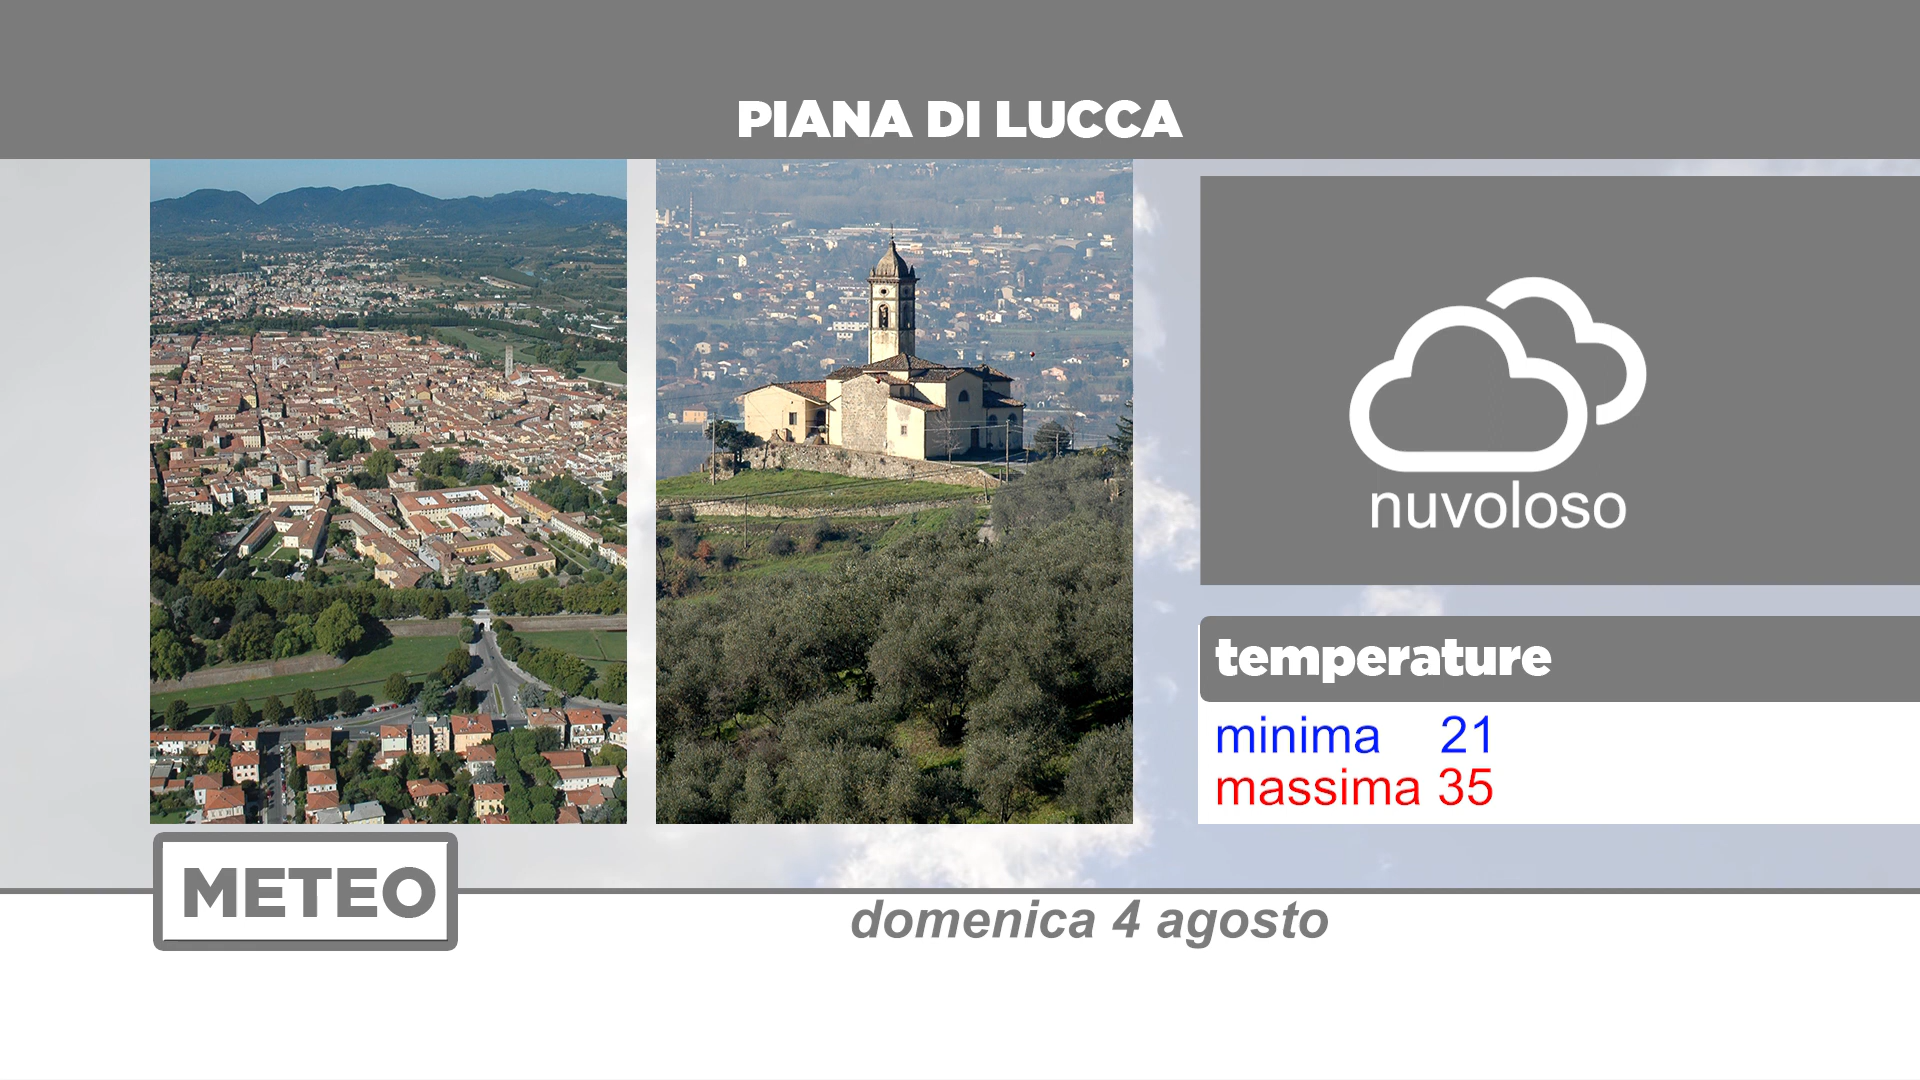 PIANA DI LUCCA
nuvoloso
temperature
minima 21
massima 35
METEO
domenica 4 agosto